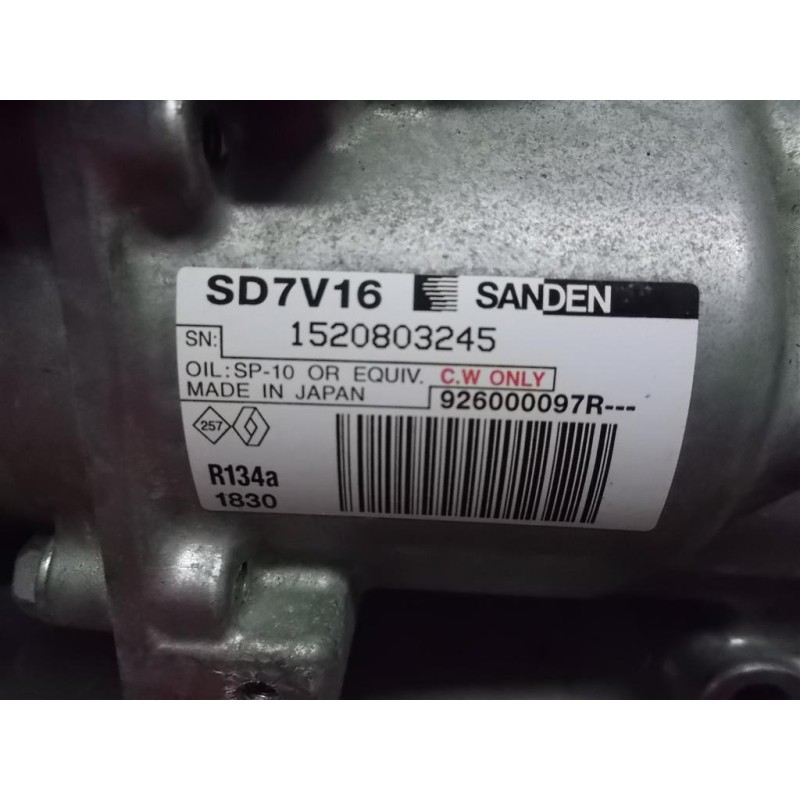 SD7V16 SANDEN
SN: 1520803245
OIL:SP-10 OR EQUIV. C.W ONLY
MADE IN JAPAN 926000097R---
257
R134a
1830